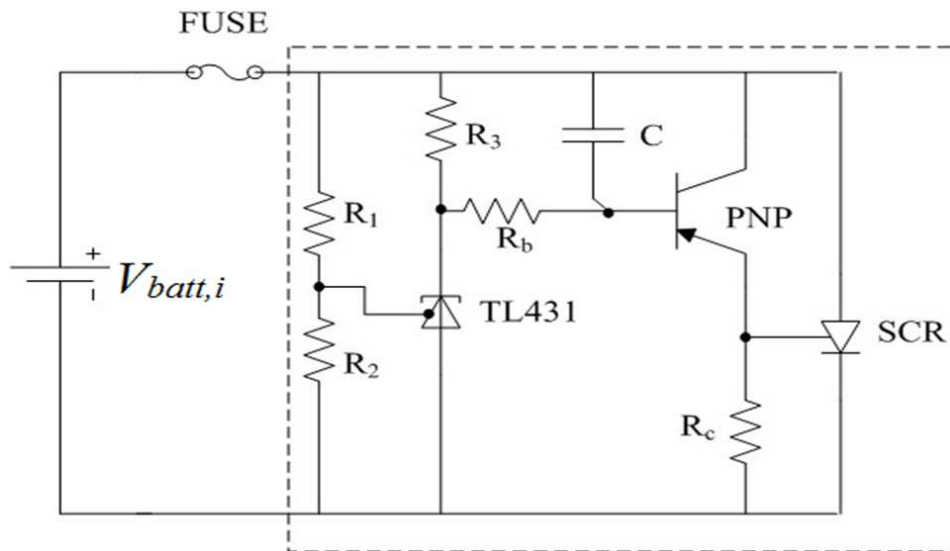 FUSE
R3
C
R1
Rb
PNP
+
Vbatt,i
TL431
SCR
R2
Rc